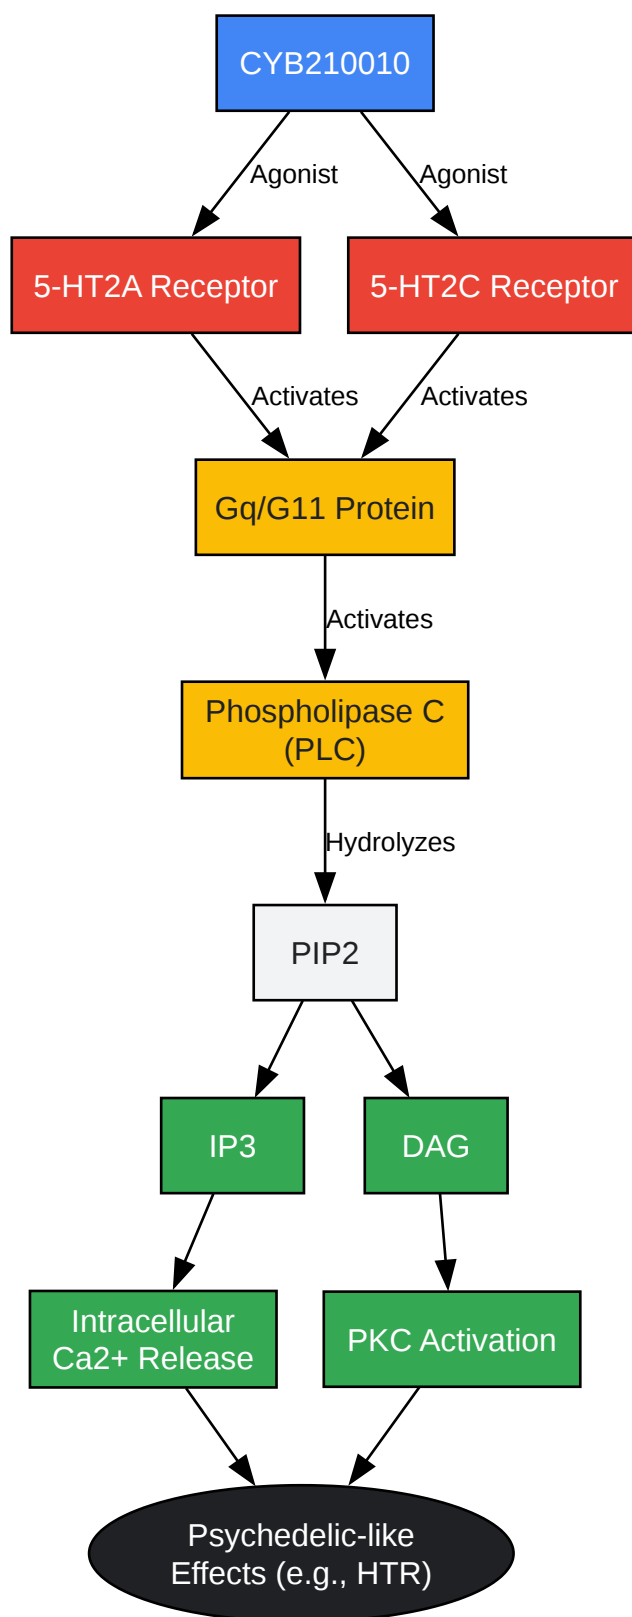 CYB210010
Agonist
Agonist
5-HT2A Receptor
5-HT2C Receptor
Activates
Activates
Gq/G11 Protein
Activates
Phospholipase C
(PLC)
Hydrolyzes
PIP2
IP3
DAG
Intracellular
Ca2+ Release
PKC Activation
Psychedelic-like
Effects (e.g., HTR)